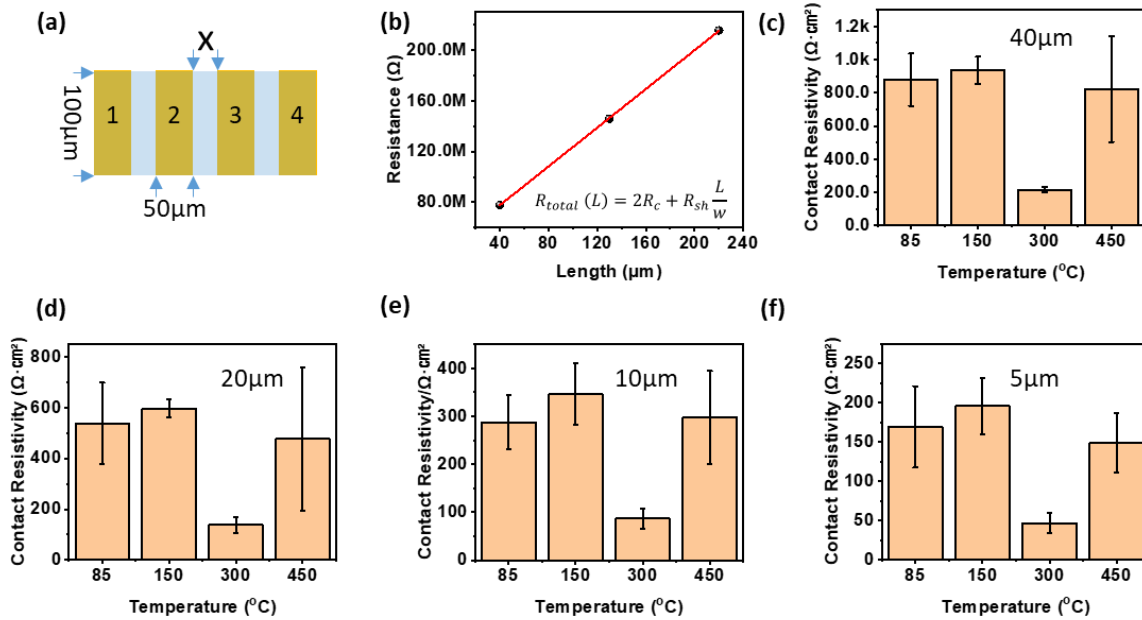 (a)
X
1 2 3 4
100µm
50µm
(b)
Resistance (Ω)
200.0M
160.0M
120.0M
80.0M
R_total (L) = 2R_c + R_sh L/w
40 80 120 160 200 240
Length (µm)
(c)
Contact Resistivity (Ω·cm²)
1.2k
1.0k
800.0
600.0
400.0
200.0
0.0
40µm
85 150 300 450
Temperature (°C)
(d)
Contact Resistivity (Ω·cm²)
800
600
400
200
0
20µm
85 150 300 450
Temperature (°C)
(e)
Contact Resistivity/Ω·cm²
400
300
200
100
0
10µm
85 150 300 450
Temperature (°C)
(f)
Contact Resistivity (Ω·cm²)
250
200
150
100
50
0
5µm
85 150 300 450
Temperature (°C)